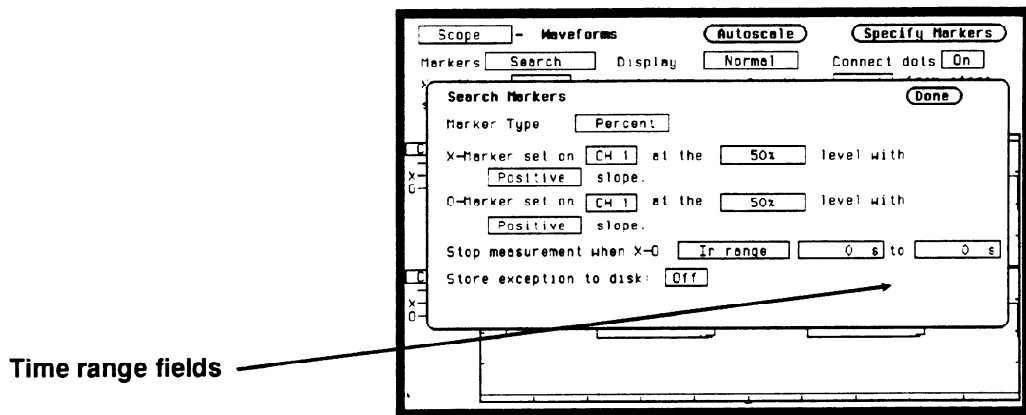 Scope - Waveforms Autoscale Specify Markers
Markers Search Display Normal Connect dots On
Search Markers Done
Marker Type Percent
X-Marker set on CH 1 at the 50% level with
Positive slope.
O-Marker set on CH 1 at the 50% level with
Positive slope.
Stop measurement when X-O In range 0 s to 0 s
Store exception to disk: Off
Time range fields